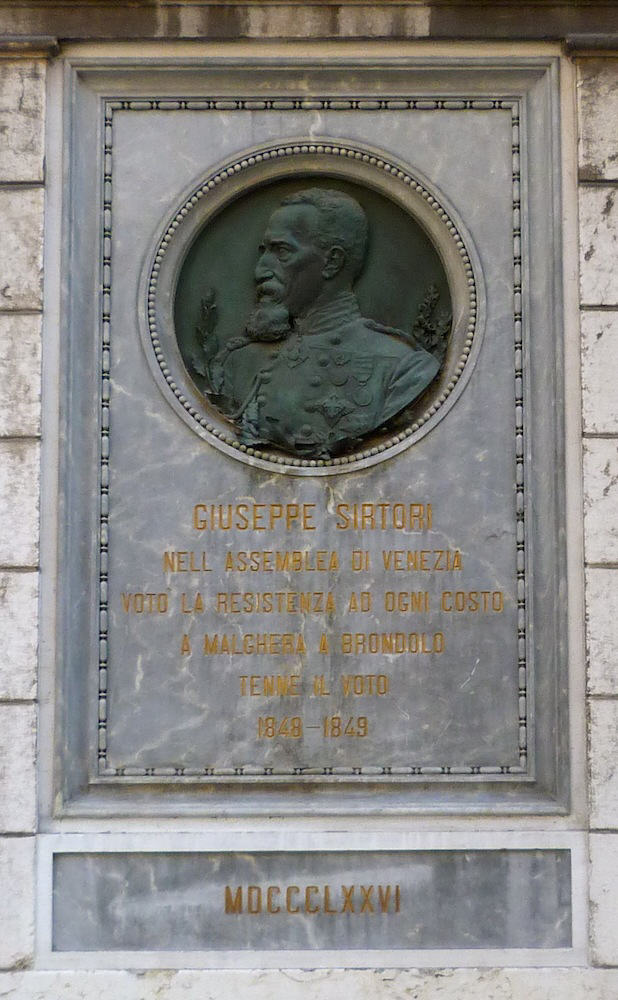 GIUSEPPE SIRTORI
NELL ASSEMBLEA DI VENEZIA
VOTÒ LA RESISTENZA AD OGNI COSTO
A MALGHERA A BRONDOLO
TENNE IL VOTO
1848-1849
MDCCCLXXVI